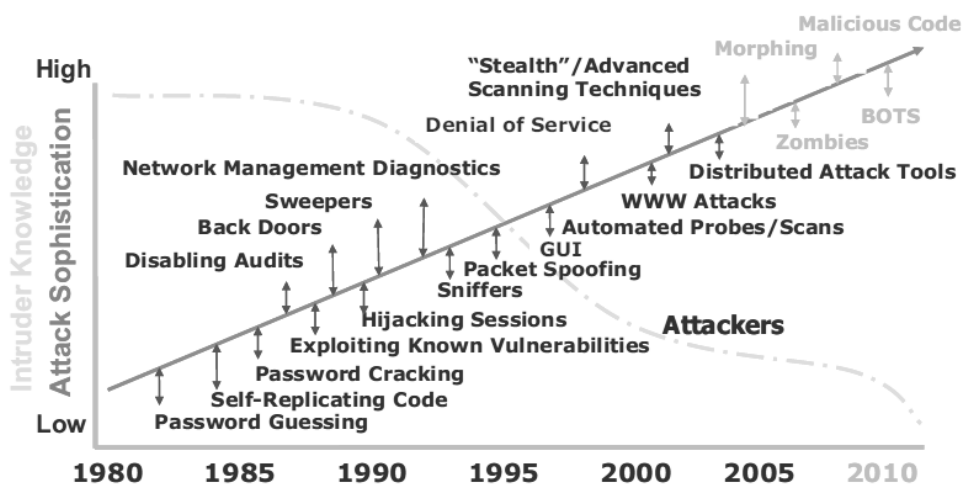 Malicious Code
Morphing
High
“Stealth”/Advanced
Scanning Techniques
BOTS
Denial of Service
Zombies
Network Management Diagnostics
Distributed Attack Tools
Sweepers
WWW Attacks
Back Doors
Automated Probes/Scans
GUI
Disabling Audits
Packet Spoofing
Sniffers
Hijacking Sessions
Attackers
Exploiting Known Vulnerabilities
Password Cracking
Self-Replicating Code
Low
Password Guessing
Intruder Knowledge
Attack Sophistication
1980 1985 1990 1995 2000 2005 2010